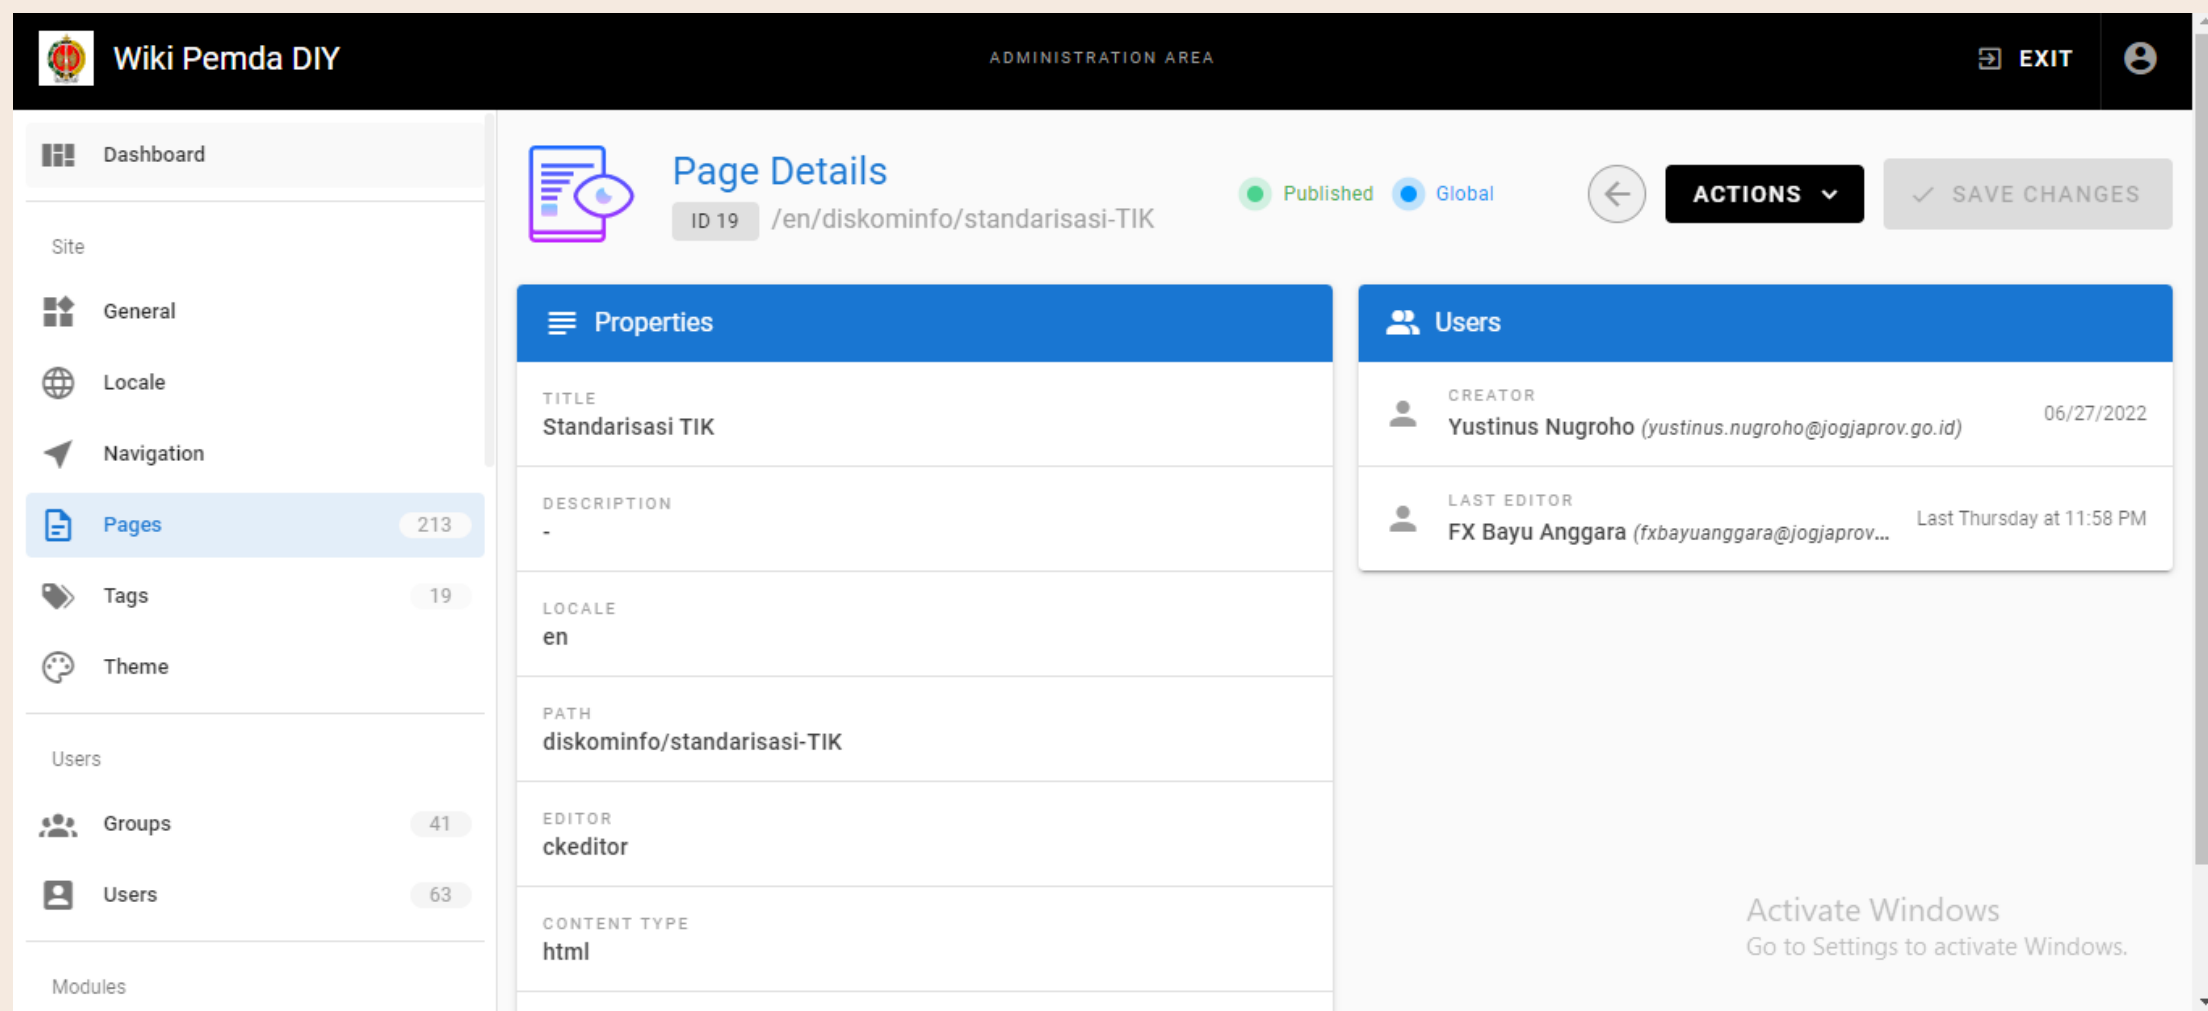 Wiki Pemda DIY
ADMINISTRATION AREA
EXIT
Dashboard
Site
General
Locale
Navigation
Pages 213
Tags 19
Theme
Users
Groups 41
Users 63
Modules
Page Details
ID 19 /en/diskominfo/standarisasi-TIK
Published
Global
ACTIONS
SAVE CHANGES
Properties
TITLE
Standarisasi TIK
DESCRIPTION
-
LOCALE
en
PATH
diskominfo/standarisasi-TIK
EDITOR
ckeditor
CONTENT TYPE
html
Users
CREATOR
Yustinus Nugroho (yustinus.nugroho@jogjaprov.go.id)
06/27/2022
LAST EDITOR
FX Bayu Anggara (fxbayuanggara@jogjaprov...
Last Thursday at 11:58 PM
Activate Windows
Go to Settings to activate Windows.